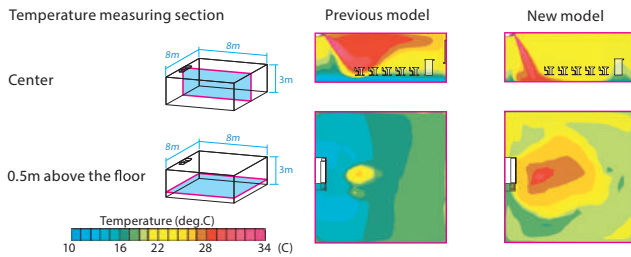 Temperature measuring section
Previous model
New model
Center
8m
8m
3m
0.5m above the floor
8m
8m
3m
Temperature (deg.C)
10 16 22 28 34 (C)